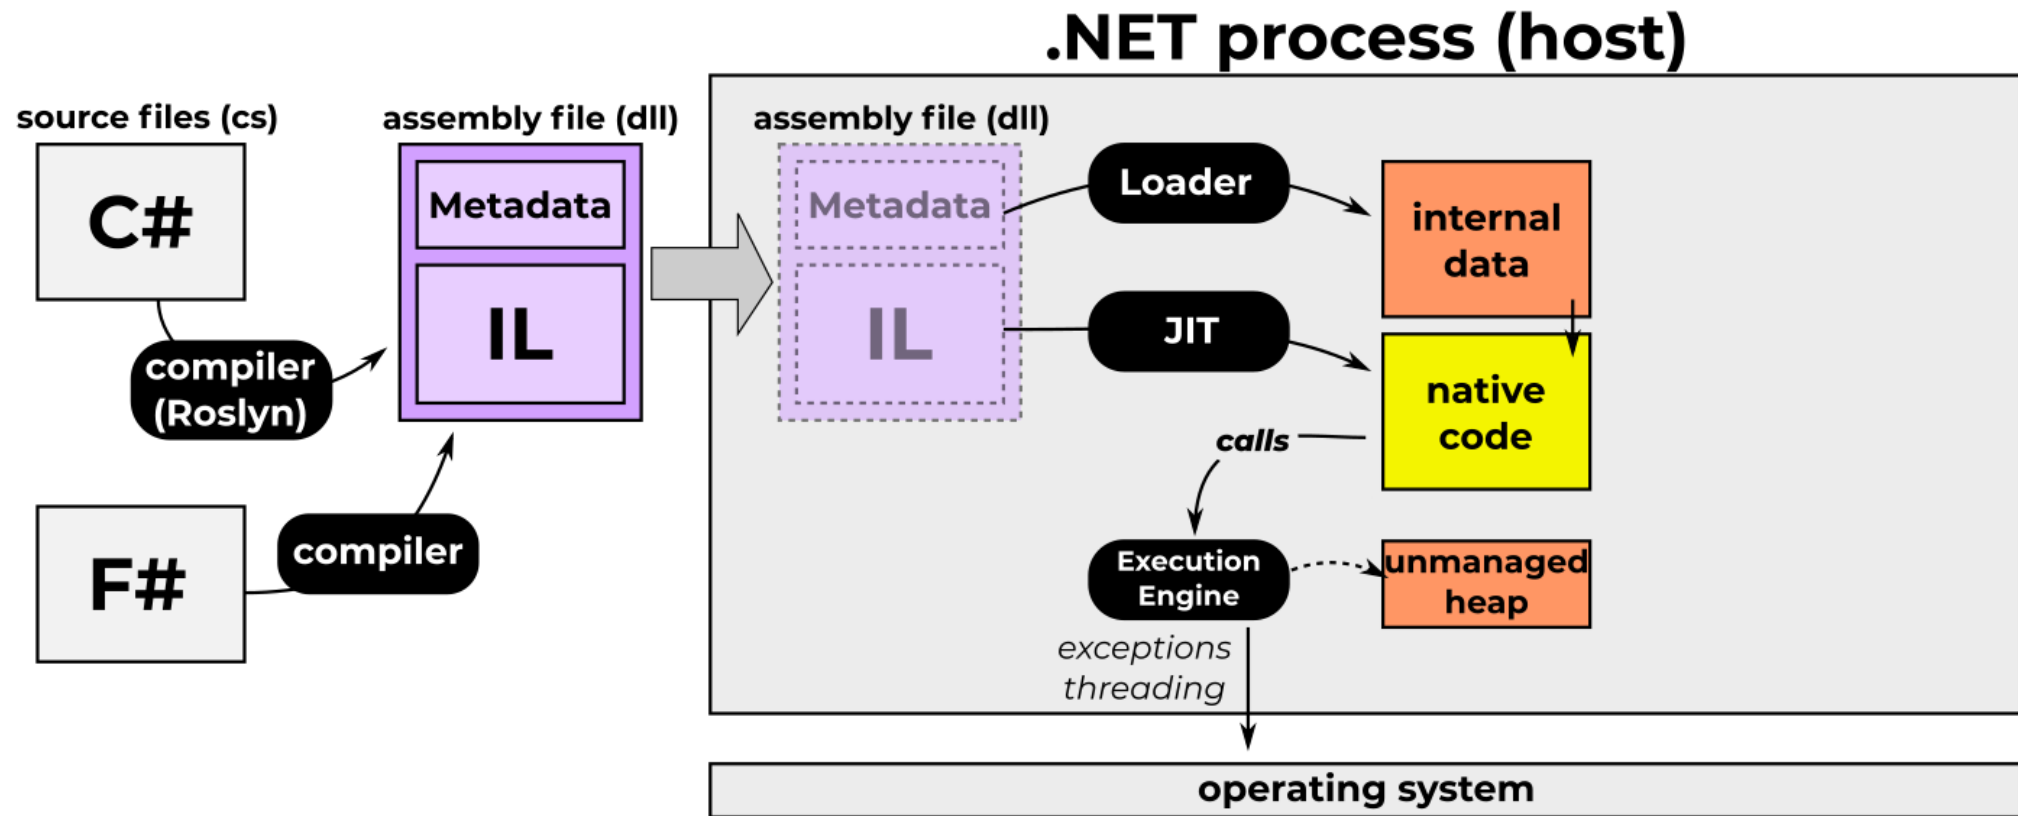 .NET process (host)
source files (cs)
assembly file (dll)
assembly file (dll)
C#
Metadata
IL
Metadata
IL
Loader
internal
data
compiler
(Roslyn)
JIT
native
code
calls
F#
compiler
Execution
Engine
unmanaged
heap
exceptions
threading
operating system